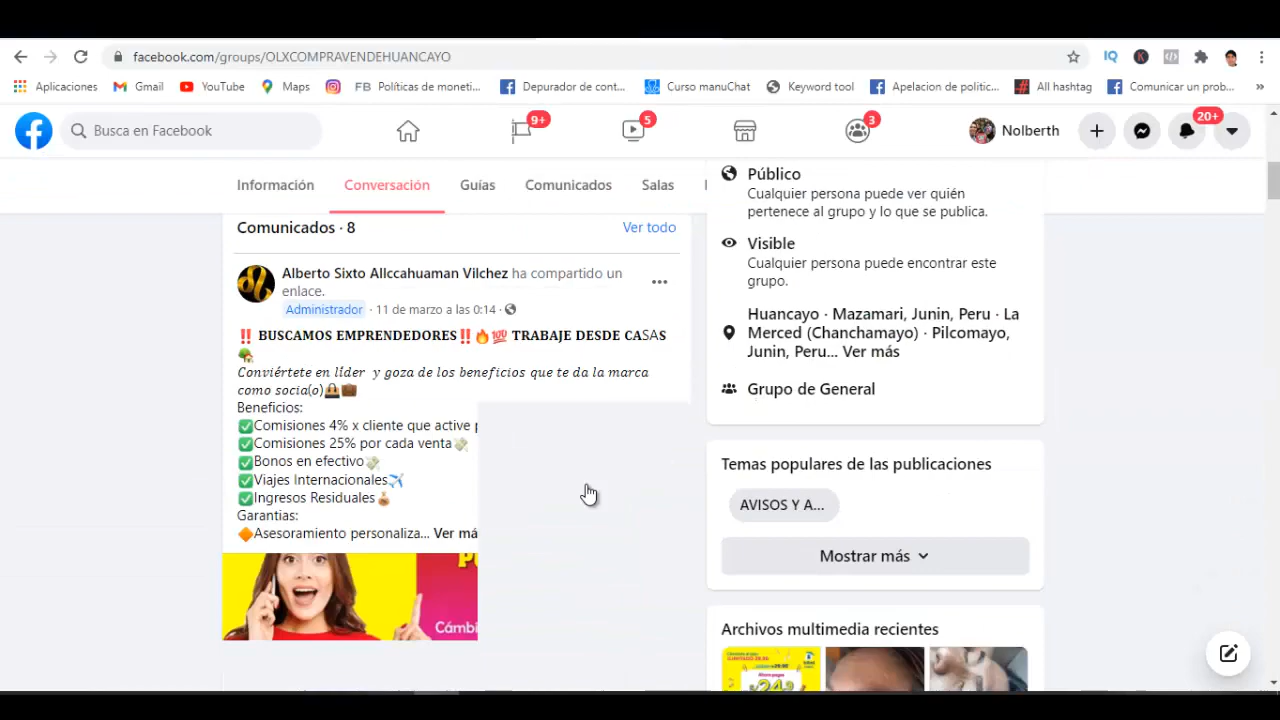 facebook.com/groups/OLXCOMPRAVENDEHUANCAYO
Aplicaciones
Gmail
YouTube
Maps
FB Políticas de moneti...
Depurador de cont...
Curso manuChat
Keyword tool
Apelacion de politic...
All hashtag
Comunicar un prob...
»
Busca en Facebook
9+
5
3
Nolberth
20+
Información
Conversación
Guías
Comunicados
Salas
Comunicados · 8
Ver todo
Alberto Sixto Allccahuaman Vilchez ha compartido un
enlace.
Administrador · 11 de marzo a las 0:14 ·
‼️ BUSCAMOS EMPRENDEDORES‼️🔥💯 TRABAJE DESDE CASAS
🏡
Conviértete en líder y goza de los beneficios que te da la marca
como socia(o)👜💼
Beneficios:
✅Comisiones 4% x cliente que active
✅Comisiones 25% por cada venta💸
✅Bonos en efectivo💸
✅Viajes Internacionales✈️
✅Ingresos Residuales💰
Garantias:
🔶Asesoramiento personaliza... Ver má
Cámbi
Público
Cualquier persona puede ver quién
pertenece al grupo y lo que se publica.
Visible
Cualquier persona puede encontrar este
grupo.
Huancayo · Mazamari, Junin, Peru · La
Merced (Chanchamayo) · Pilcomayo,
Junin, Peru... Ver más
Grupo de General
Temas populares de las publicaciones
AVISOS Y A...
Mostrar más
Archivos multimedia recientes